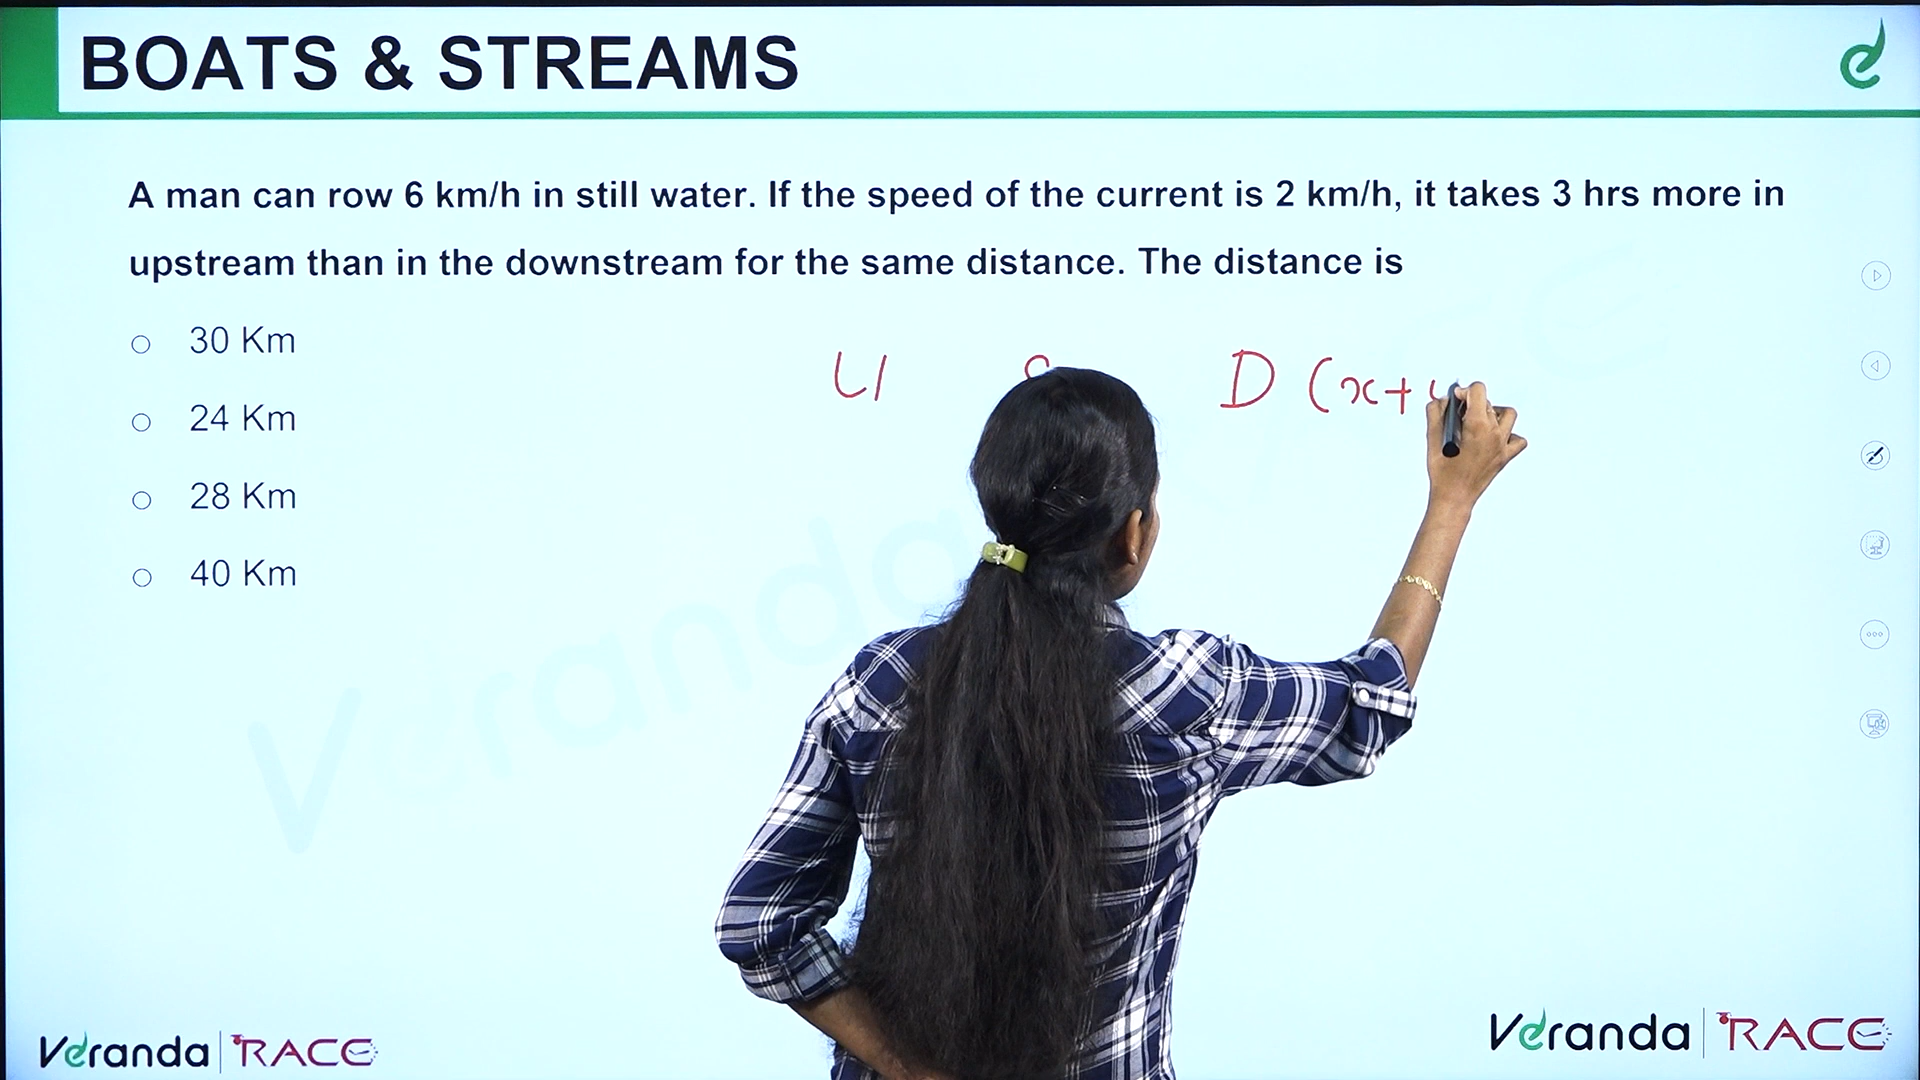 BOATS & STREAMS
A man can row 6 km/h in still water. If the speed of the current is 2 km/h, it takes 3 hrs more in
upstream than in the downstream for the same distance. The distance is
30 Km
24 Km
28 Km
40 Km
U D (x+
Veranda
Veranda RACE
Veranda RACE